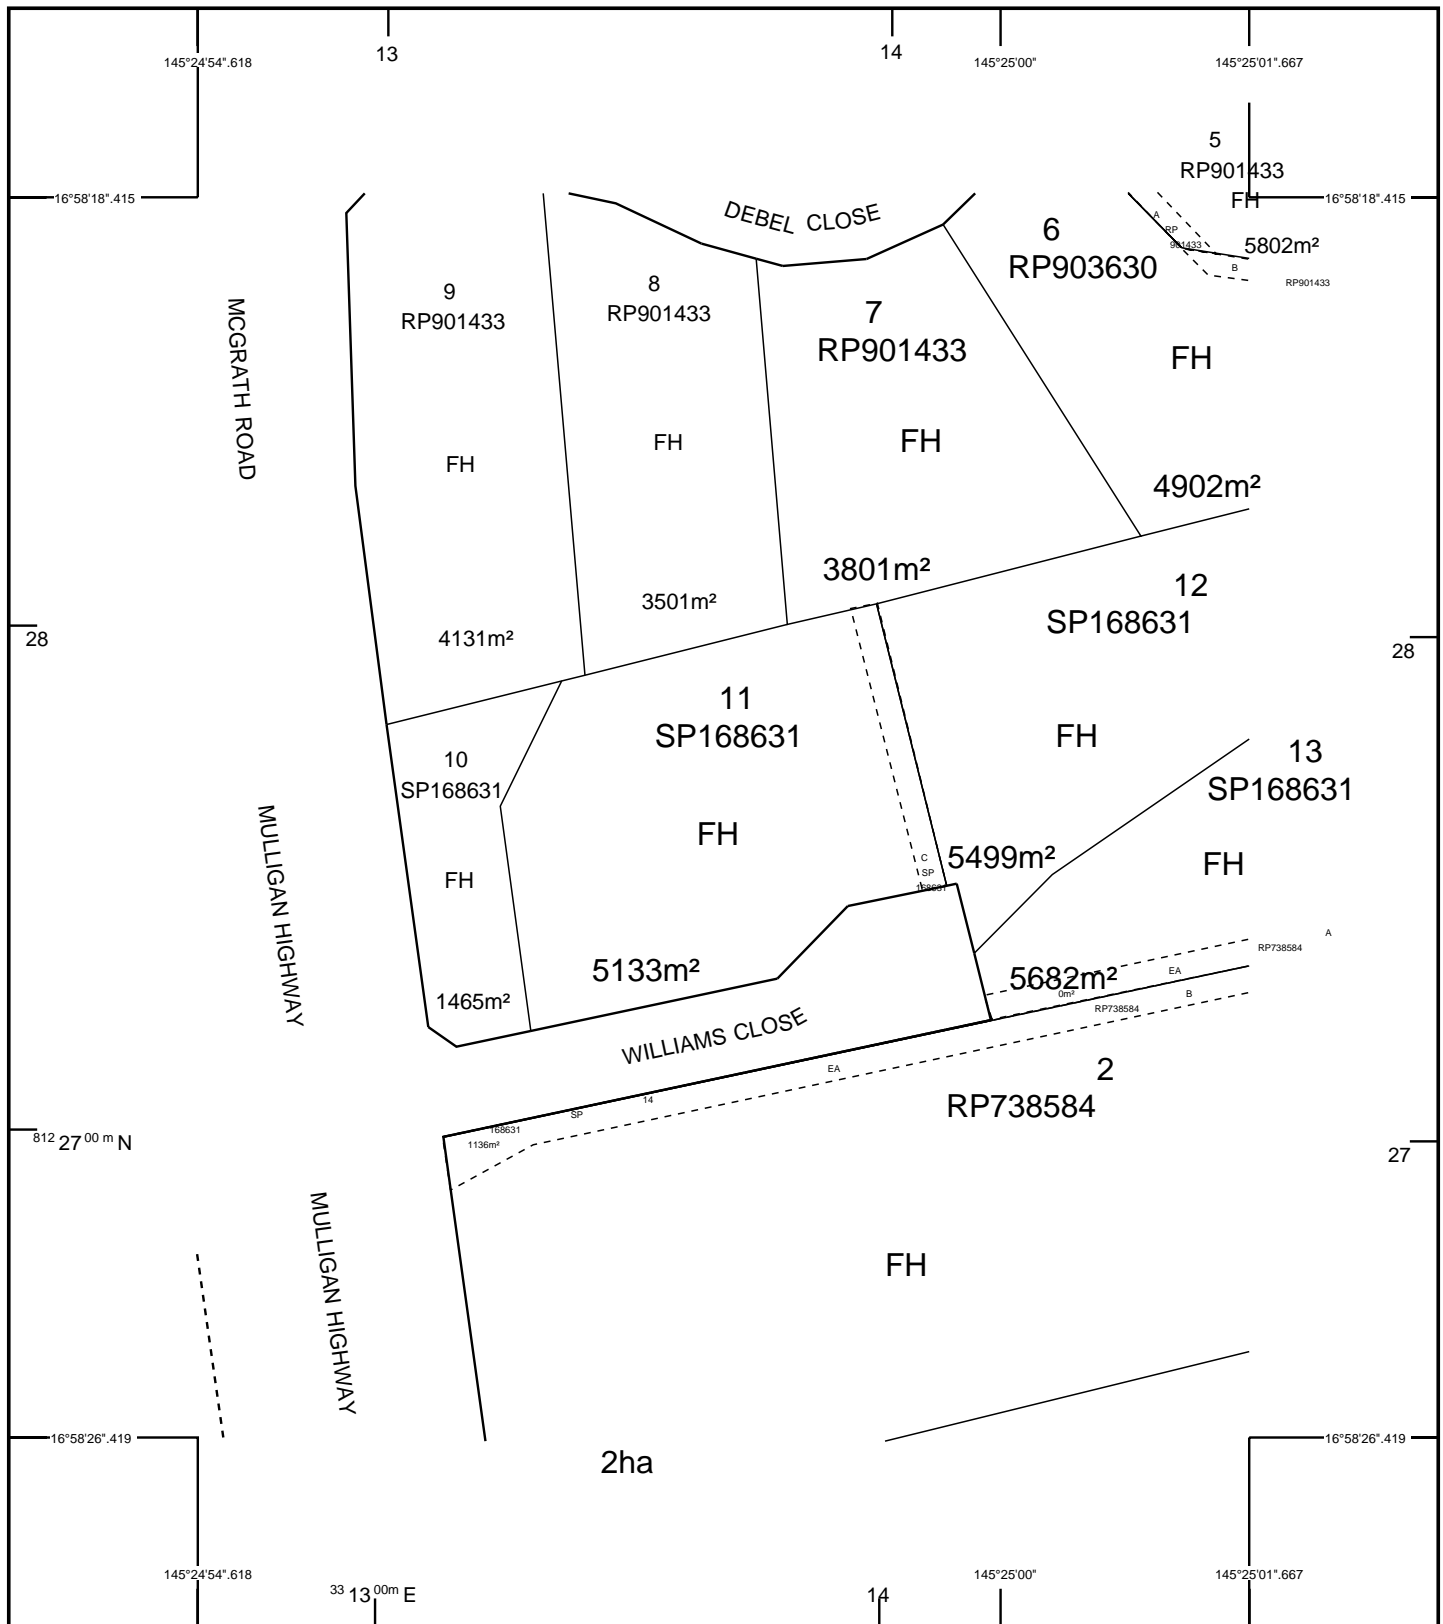 13
14
145°24'54".618
145°25'00"
145°25'01".667
5
RP901433
FH
16°58'18".415
16°58'18".415
DEBEL CLOSE
A
RP
901433
5802m²
B
RP901433
6
RP903630
9
RP901433
8
RP901433
7
RP901433
MCGRATH ROAD
FH
FH
FH
FH
4902m²
3801m²
3501m²
4131m²
12
SP168631
28
28
11
SP168631
10
SP168631
FH
13
SP168631
MULLIGAN HIGHWAY
FH
FH
FH
5499m²
C
SP
168631
A
RP738584
5133m²
5682m²
EA
0m²
B
RP738584
1465m²
WILLIAMS CLOSE
EA
2
RP738584
14
SP
168631
1136m²
812 27 00 m N
27
MULLIGAN HIGHWAY
FH
16°58'26".419
16°58'26".419
2ha
145°24'54".618
145°25'00"
145°25'01".667
33 13 00m E
14